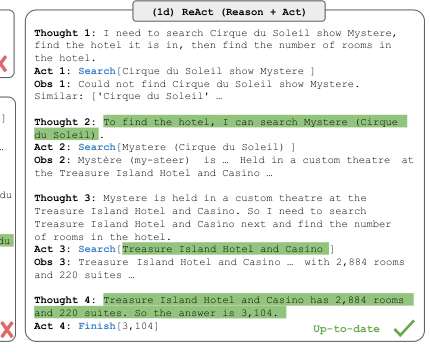 (1d) ReAct (Reason + Act)
Thought 1: I need to search Cirque du Soleil show Mystere,
find the hotel it is in, then find the number of rooms in
the hotel.
Act 1: Search[Cirque du Soleil show Mystere ]
Obs 1: Could not find Cirque du Soleil show Mystere.
Similar: ['Cirque du Soleil' …
Thought 2: To find the hotel, I can search Mystere (Cirque
du Soleil).
Act 2: Search[Mystere (Cirque du Soleil) ]
Obs 2: Mystère (my-steer) is … Held in a custom theatre at
the Treasure Island Hotel and Casino …
Thought 3: Mystere is held in a custom theatre at the
Treasure Island Hotel and Casino. So I need to search
Treasure Island Hotel and Casino next and find the number
of rooms in the hotel.
Act 3: Search[Treasure Island Hotel and Casino ]
Obs 3: Treasure Island Hotel and Casino … with 2,884 rooms
and 220 suites …
Thought 4: Treasure Island Hotel and Casino has 2,884 rooms
and 220 suites. So the answer is 3,104.
Act 4: Finish[3,104]
Up-to-date
]
du
du